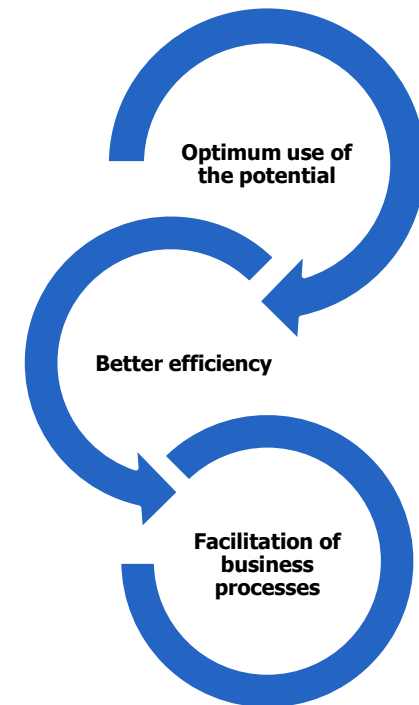 Optimum use of
the potential
Better efficiency
Facilitation of
business
processes